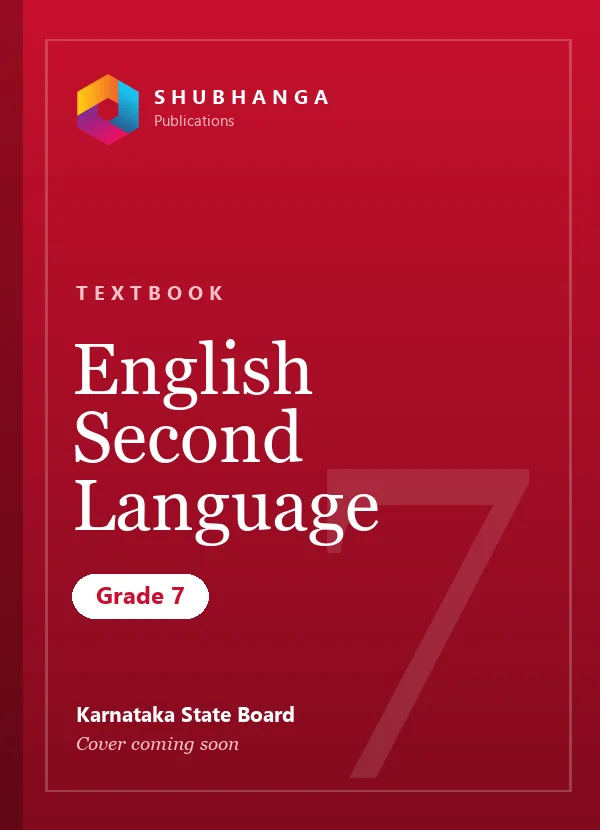 SHUBHANGA
Publications
TEXTBOOK
English
Second
Language
7
Grade 7
Karnataka State Board
Cover coming soon